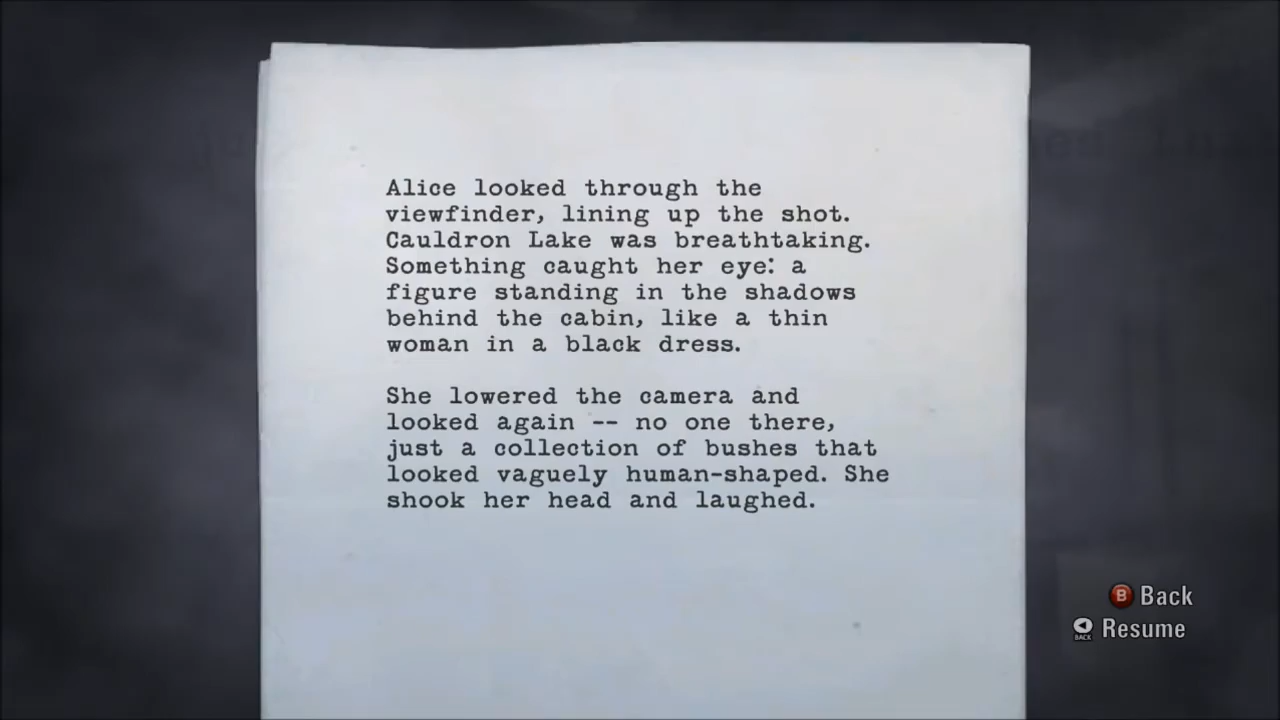 Alice looked through the
viewfinder, lining up the shot.
Cauldron Lake was breathtaking.
Something caught her eye: a
figure standing in the shadows
behind the cabin, like a thin
woman in a black dress.
She lowered the camera and
looked again -- no one there,
just a collection of bushes that
looked vaguely human-shaped. She
shook her head and laughed.
B Back
BACK Resume